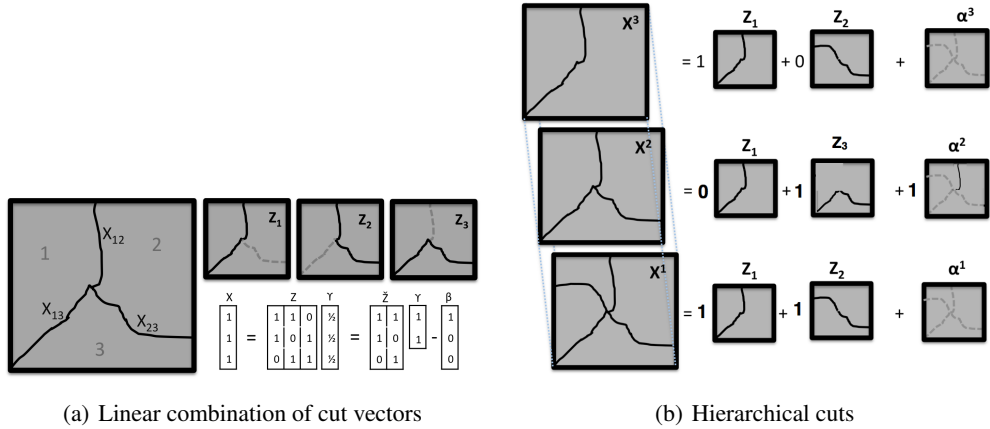 1
2
3
X12
X13
X23
Z1
Z2
Z3
X Z ϒ Ž ϒ β
1 1 1 0 ½ 1 1 1 1
1 = 1 0 1 ½ = 1 0 1 - 0
1 0 1 1 ½ 0 1 0
(a) Linear combination of cut vectors
X³
Z1 Z2 α³
= 1 + 0 +
X²
Z1 Z3 α²
= 0 + 1 + 1
X¹
Z1 Z2 α¹
= 1 + 1 +
(b) Hierarchical cuts